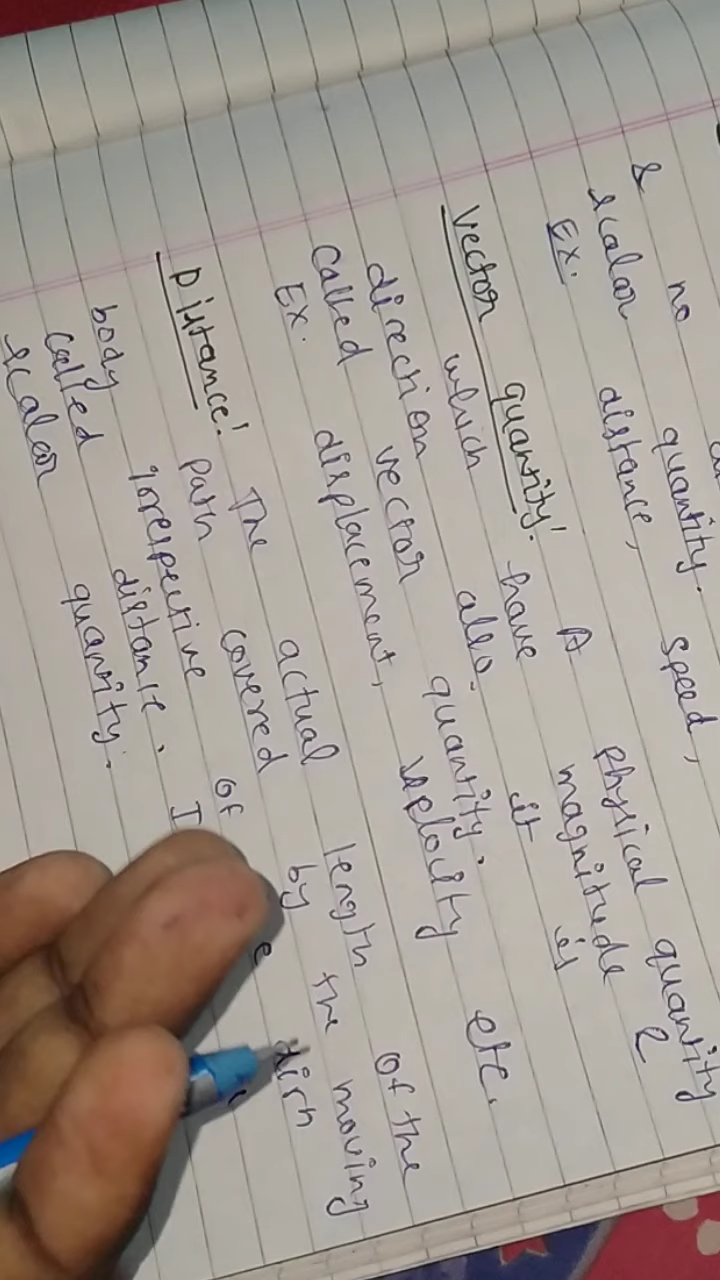 & no
scalar quantity.
Ex. distance, speed,
Vector quantity! A physical quantity
which have magnitude &
direction also. it is
called vector quantity.
Ex. displacement, velocity etc.
Distance! The actual length of the
path covered by the moving
body irrespective of dirn
called distance. I
scalar quantity.